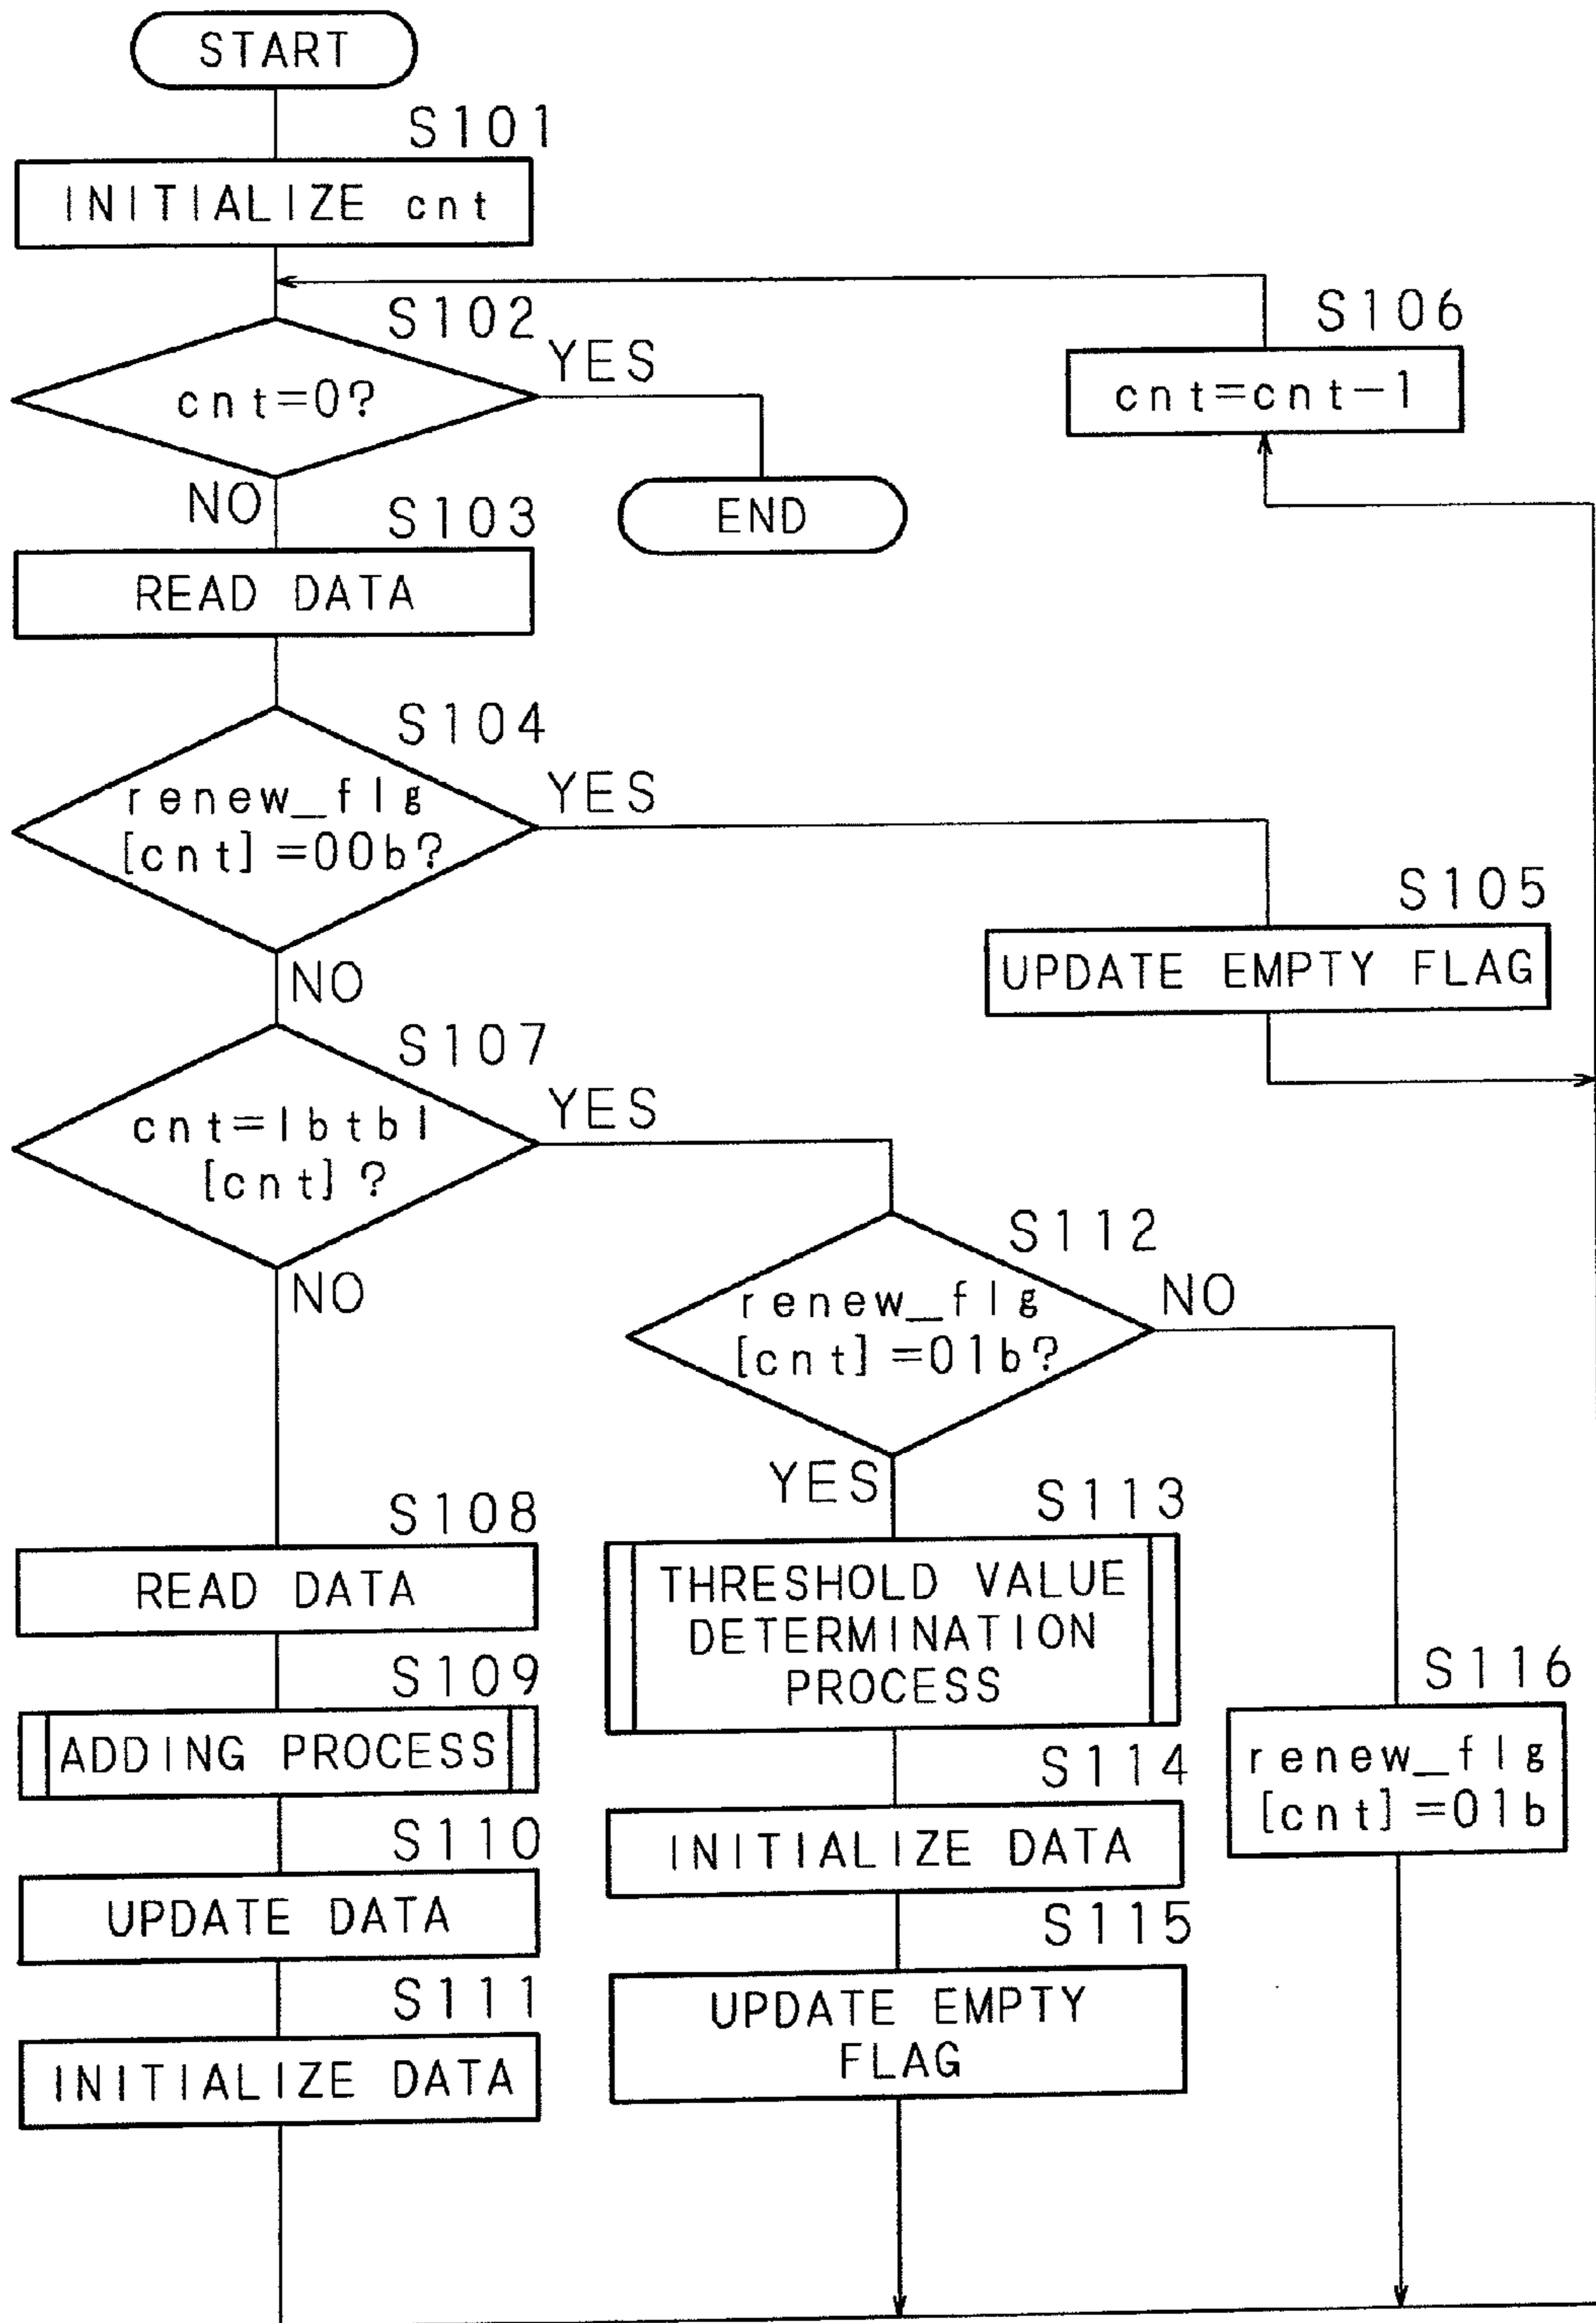 START
S101
INITIALIZE cnt
S102
cnt=0?
YES
NO
END
S106
cnt=cnt-1
S103
READ DATA
S104
renew_flg
[cnt]=00b?
YES
NO
S105
UPDATE EMPTY FLAG
S107
cnt=lbtbl
[cnt]?
YES
NO
S112
renew_flg
[cnt]=01b?
NO
YES
S108
READ DATA
S109
ADDING PROCESS
S110
UPDATE DATA
S111
INITIALIZE DATA
S113
THRESHOLD VALUE
DETERMINATION
PROCESS
S114
INITIALIZE DATA
S115
UPDATE EMPTY
FLAG
S116
renew_flg
[cnt]=01b